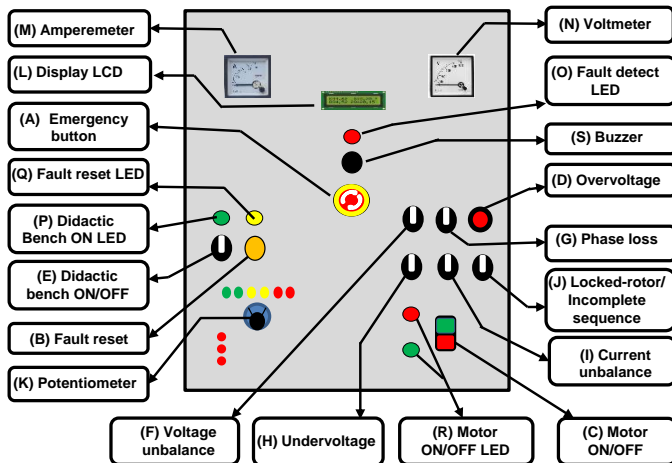 (M) Amperemeter
(L) Display LCD
(A) Emergency
button
(Q) Fault reset LED
(P) Didactic
Bench ON LED
(E) Didactic
bench ON/OFF
(B) Fault reset
(K) Potentiometer
(F) Voltage
unbalance
(H) Undervoltage
(R) Motor
ON/OFF LED
(C) Motor
ON/OFF
(N) Voltmeter
(O) Fault detect
LED
(S) Buzzer
(D) Overvoltage
(G) Phase loss
(J) Locked-rotor/
Incomplete
sequence
(I) Current
unbalance